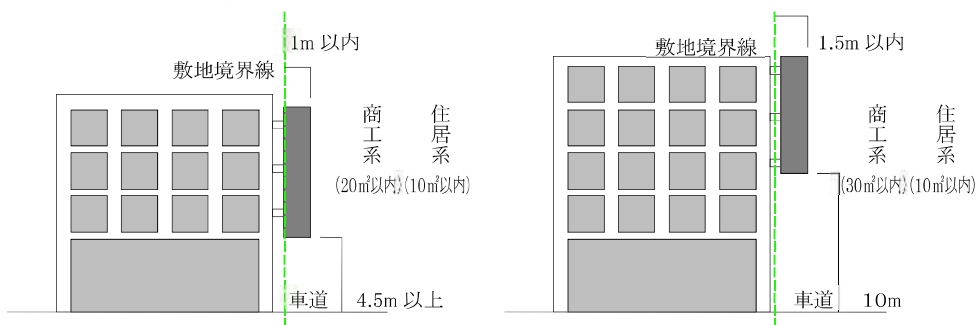 1m 以内
敷地境界線
商工系
(20㎡以内)
住居系
(10㎡以内)
車道
4.5m 以上
1.5m 以内
敷地境界線
商工系
(30㎡以内)
住居系
(10㎡以内)
車道
10m